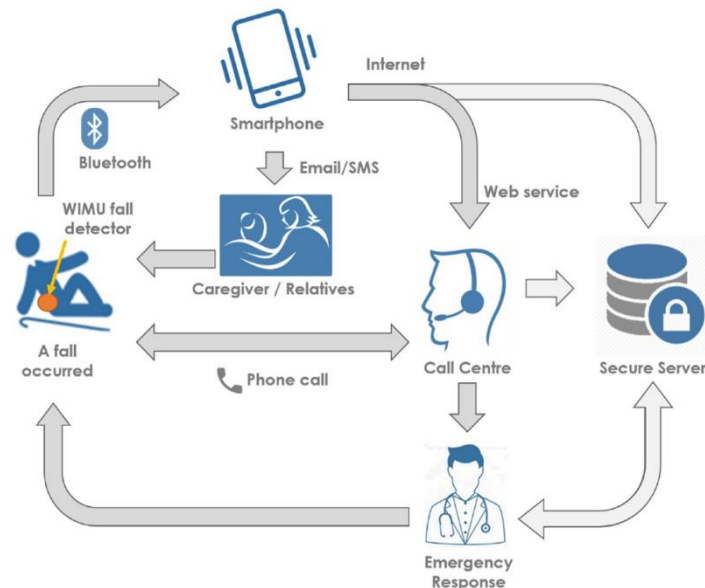 Internet
Smartphone
Bluetooth
Email/SMS
Web service
WIMU fall
detector
Caregiver / Relatives
A fall
occurred
Phone call
Call Centre
Secure Server
Emergency
Response